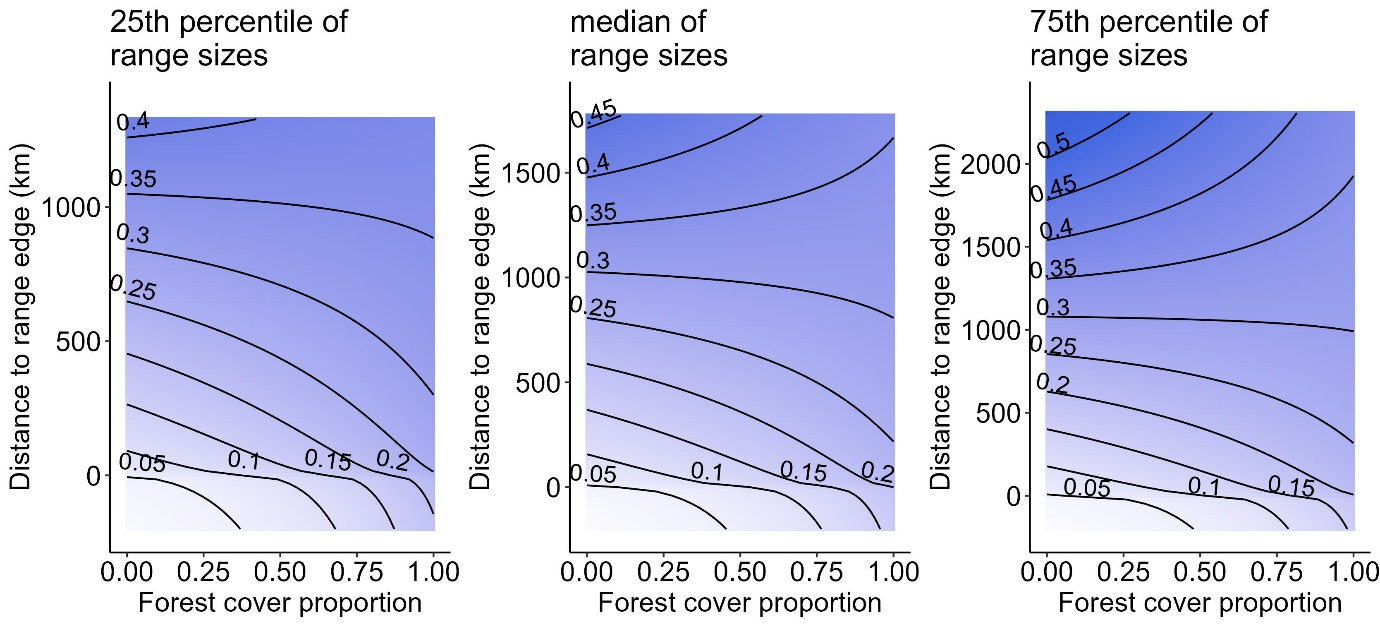 25th percentile of
range sizes
0.4
0.35
0.3
0.25
0.05
0.1
0.15
0.2
1000
500
0
Distance to range edge (km)
0.00 0.25 0.50 0.75 1.00
Forest cover proportion
median of
range sizes
0.45
0.4
0.35
0.3
0.25
0.05
0.1
0.15
0.2
1500
1000
500
0
Distance to range edge (km)
0.00 0.25 0.50 0.75 1.00
Forest cover proportion
75th percentile of
range sizes
0.5
0.45
0.4
0.35
0.3
0.25
0.2
0.05
0.1
0.15
2000
1500
1000
500
0
Distance to range edge (km)
0.00 0.25 0.50 0.75 1.00
Forest cover proportion